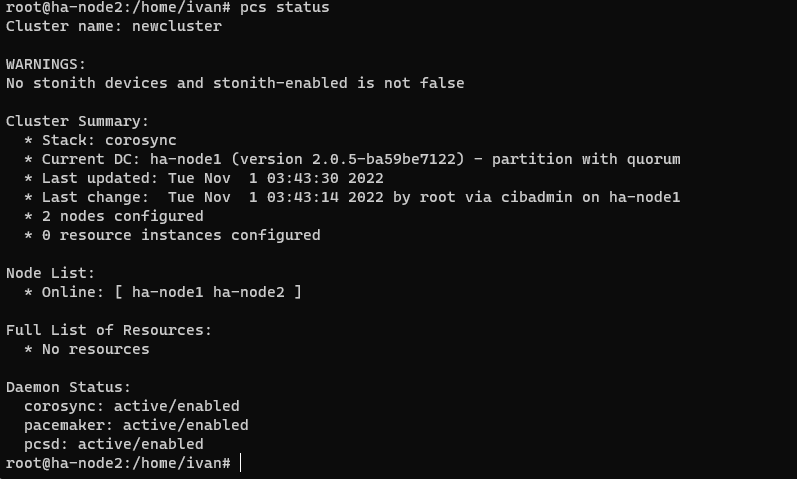 root@ha-node2:/home/ivan# pcs status
Cluster name: newcluster

WARNINGS:
No stonith devices and stonith-enabled is not false

Cluster Summary:
  * Stack: corosync
  * Current DC: ha-node1 (version 2.0.5-ba59be7122) - partition with quorum
  * Last updated: Tue Nov  1 03:43:30 2022
  * Last change:  Tue Nov  1 03:43:14 2022 by root via cibadmin on ha-node1
  * 2 nodes configured
  * 0 resource instances configured

Node List:
  * Online: [ ha-node1 ha-node2 ]

Full List of Resources:
  * No resources

Daemon Status:
  corosync: active/enabled
  pacemaker: active/enabled
  pcsd: active/enabled
root@ha-node2:/home/ivan#